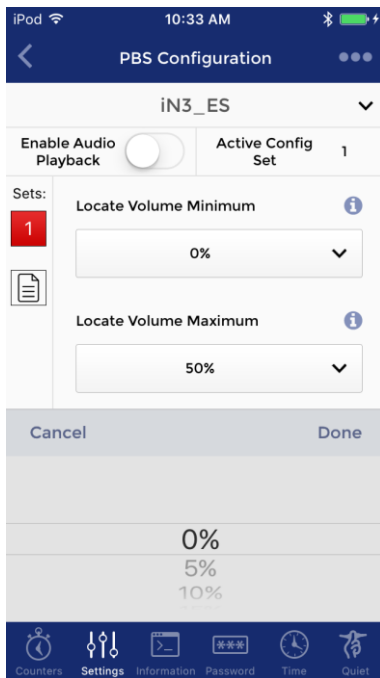 iPod 10:33 AM
PBS Configuration
iN3_ES
Enable Audio Playback
Active Config Set 1
Sets:
1
Locate Volume Minimum
0%
Locate Volume Maximum
50%
Cancel Done
0%
5%
10%
>_ ***
Counters Settings Information Password Time Quiet